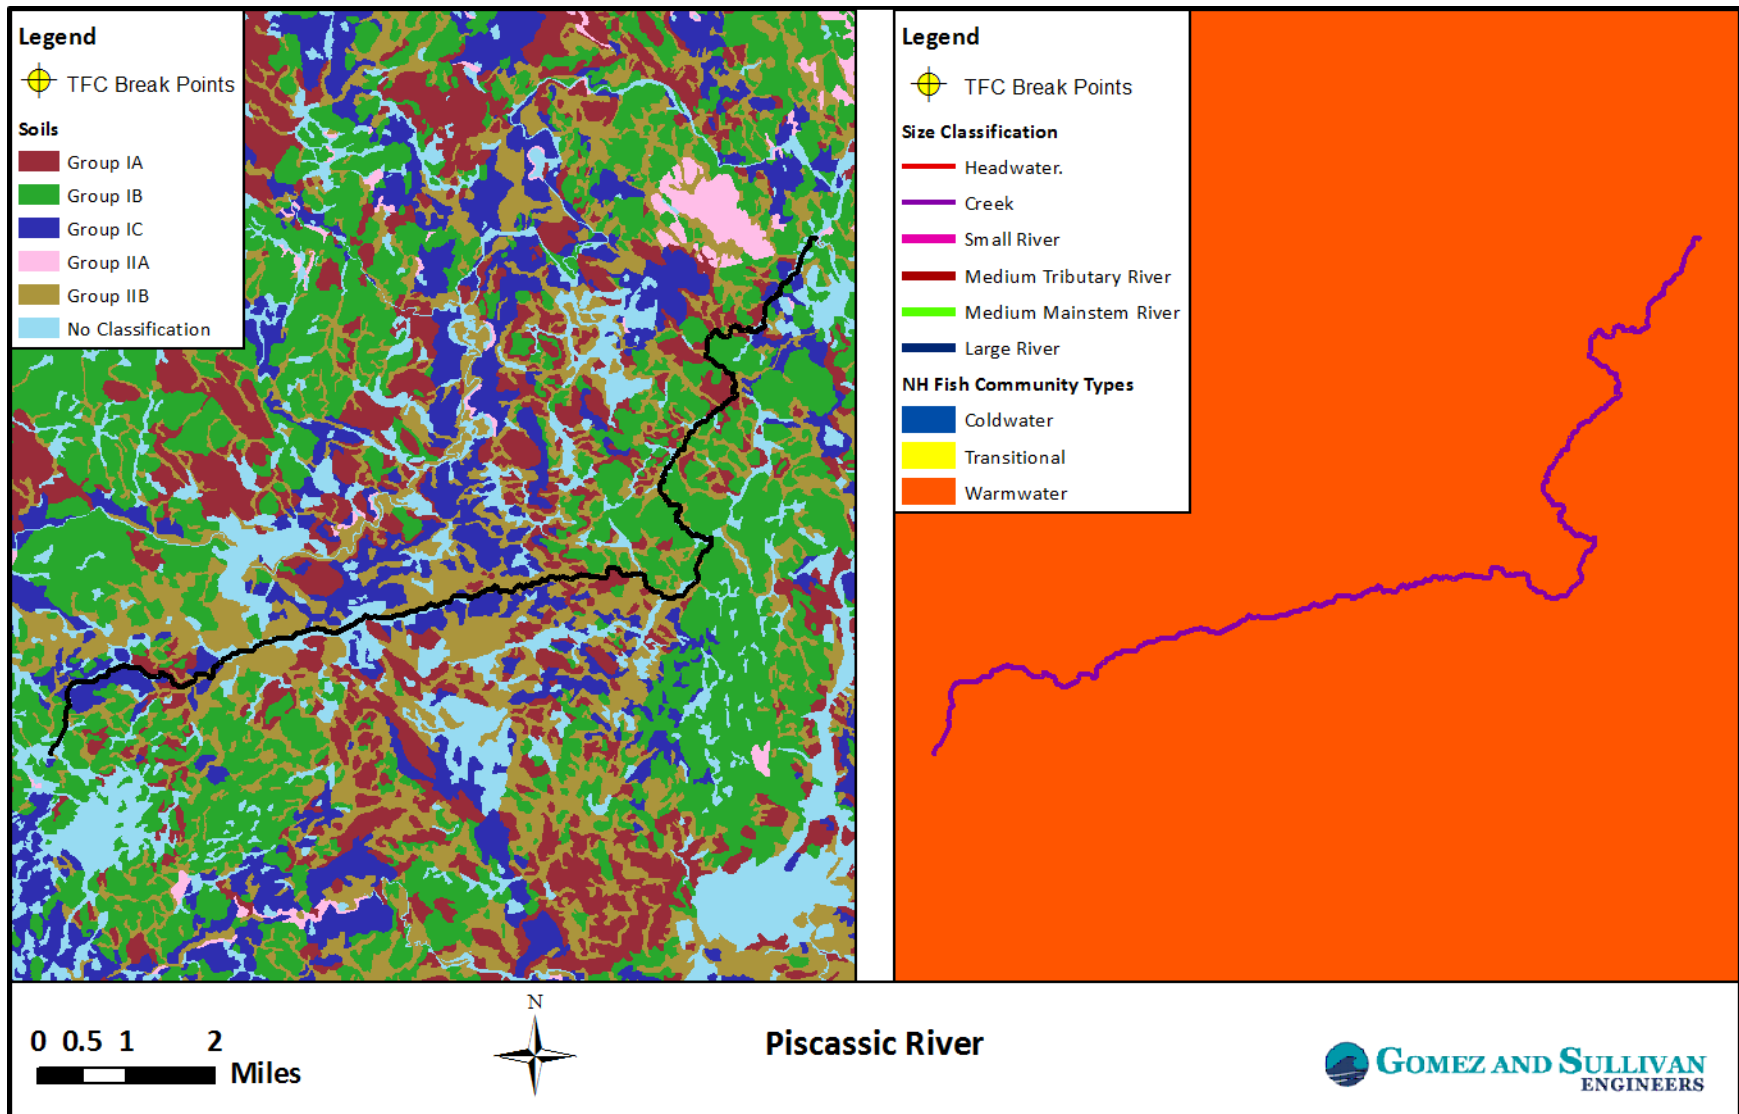 Legend
TFC Break Points
Soils
Group IA
Group IB
Group IC
Group IIA
Group IIB
No Classification
Legend
TFC Break Points
Size Classification
Headwater.
Creek
Small River
Medium Tributary River
Medium Mainstem River
Large River
NH Fish Community Types
Coldwater
Transitional
Warmwater
0 0.5 1 2
Miles
N
Piscassic River
GOMEZ AND SULLIVAN
ENGINEERS